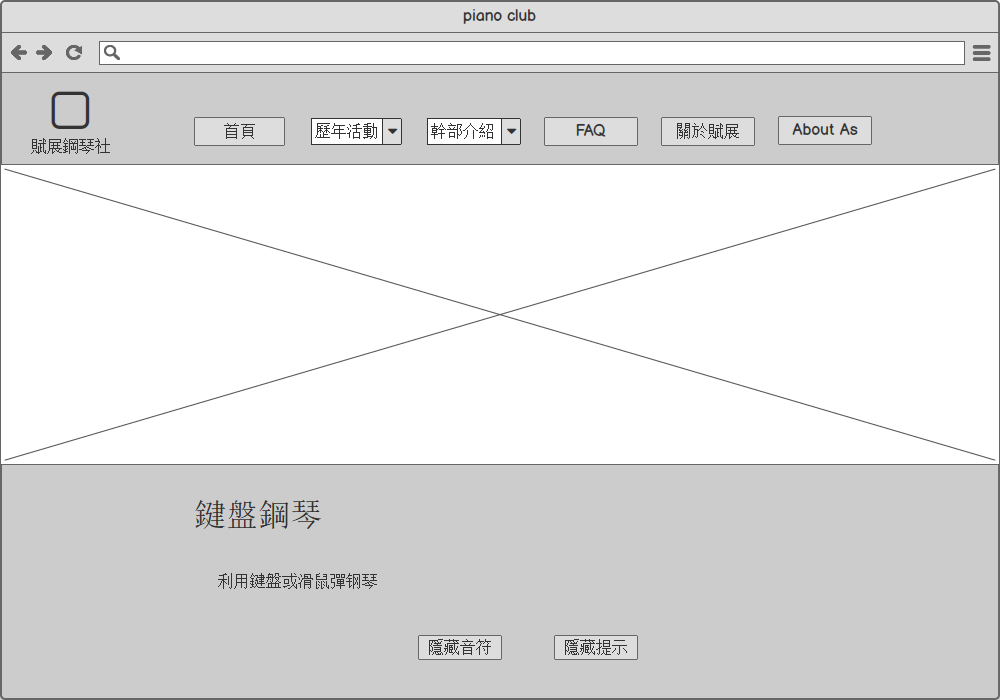 piano club
賦展鋼琴社
首頁
歷年活動
幹部介紹
FAQ
關於賦展
About As
鍵盤鋼琴
利用鍵盤或滑鼠彈钢琴
隱藏音符
隱藏提示